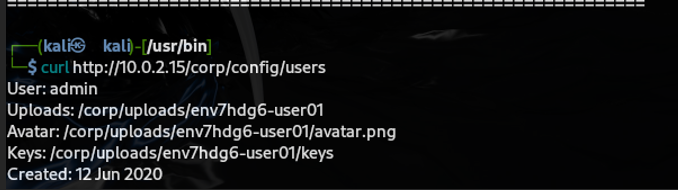 (kali㉿ kali)-[/usr/bin]
$ curl http://10.0.2.15/corp/config/users
User: admin
Uploads: /corp/uploads/env7hdg6-user01
Avatar: /corp/uploads/env7hdg6-user01/avatar.png
Keys: /corp/uploads/env7hdg6-user01/keys
Created: 12 Jun 2020